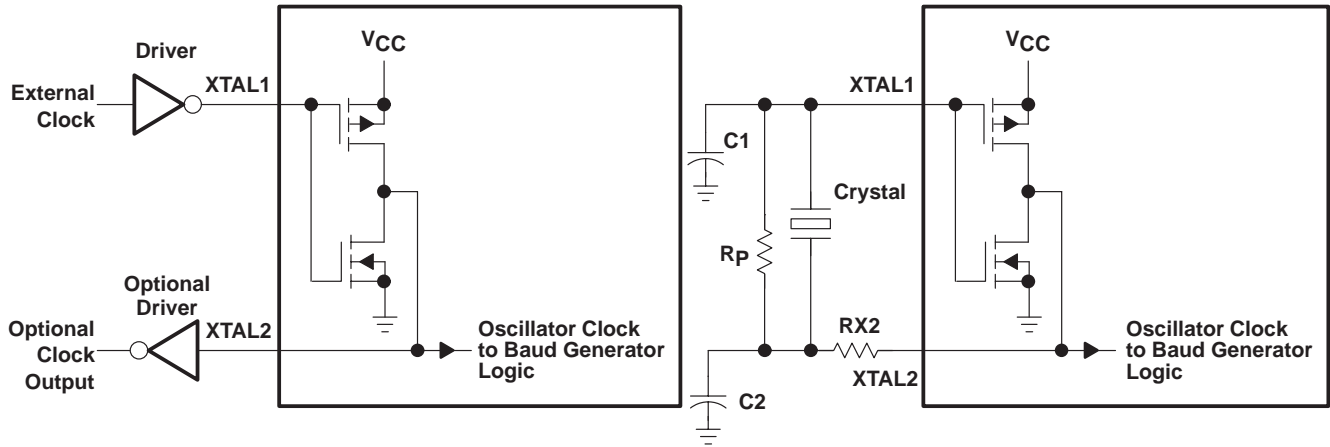 Driver
VCC
External
Clock
XTAL1
Optional
Driver
Optional
Clock
Output
XTAL2
Oscillator Clock
to Baud Generator
Logic
VCC
XTAL1
C1
Crystal
RP
RX2
XTAL2
C2
Oscillator Clock
to Baud Generator
Logic